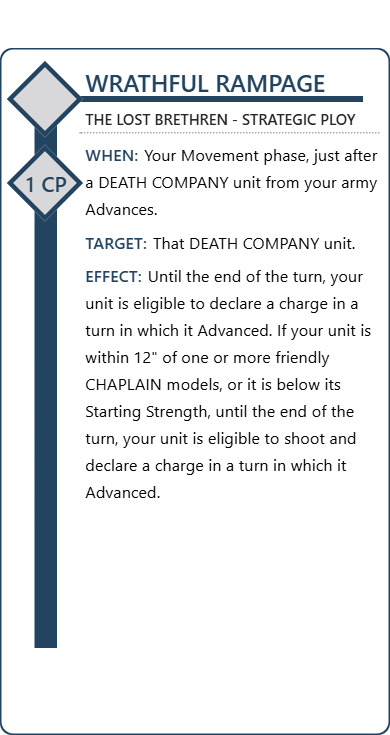 WRATHFUL RAMPAGE
THE LOST BRETHREN - STRATEGIC PLOY
WHEN: Your Movement phase, just after
1 CP a DEATH COMPANY unit from your army
Advances.
TARGET: That DEATH COMPANY unit.
EFFECT: Until the end of the turn, your
unit is eligible to declare a charge in a
turn in which it Advanced. If your unit is
within 12" of one or more friendly
CHAPLAIN models, or it is below its
Starting Strength, until the end of the
turn, your unit is eligible to shoot and
declare a charge in a turn in which it
Advanced.